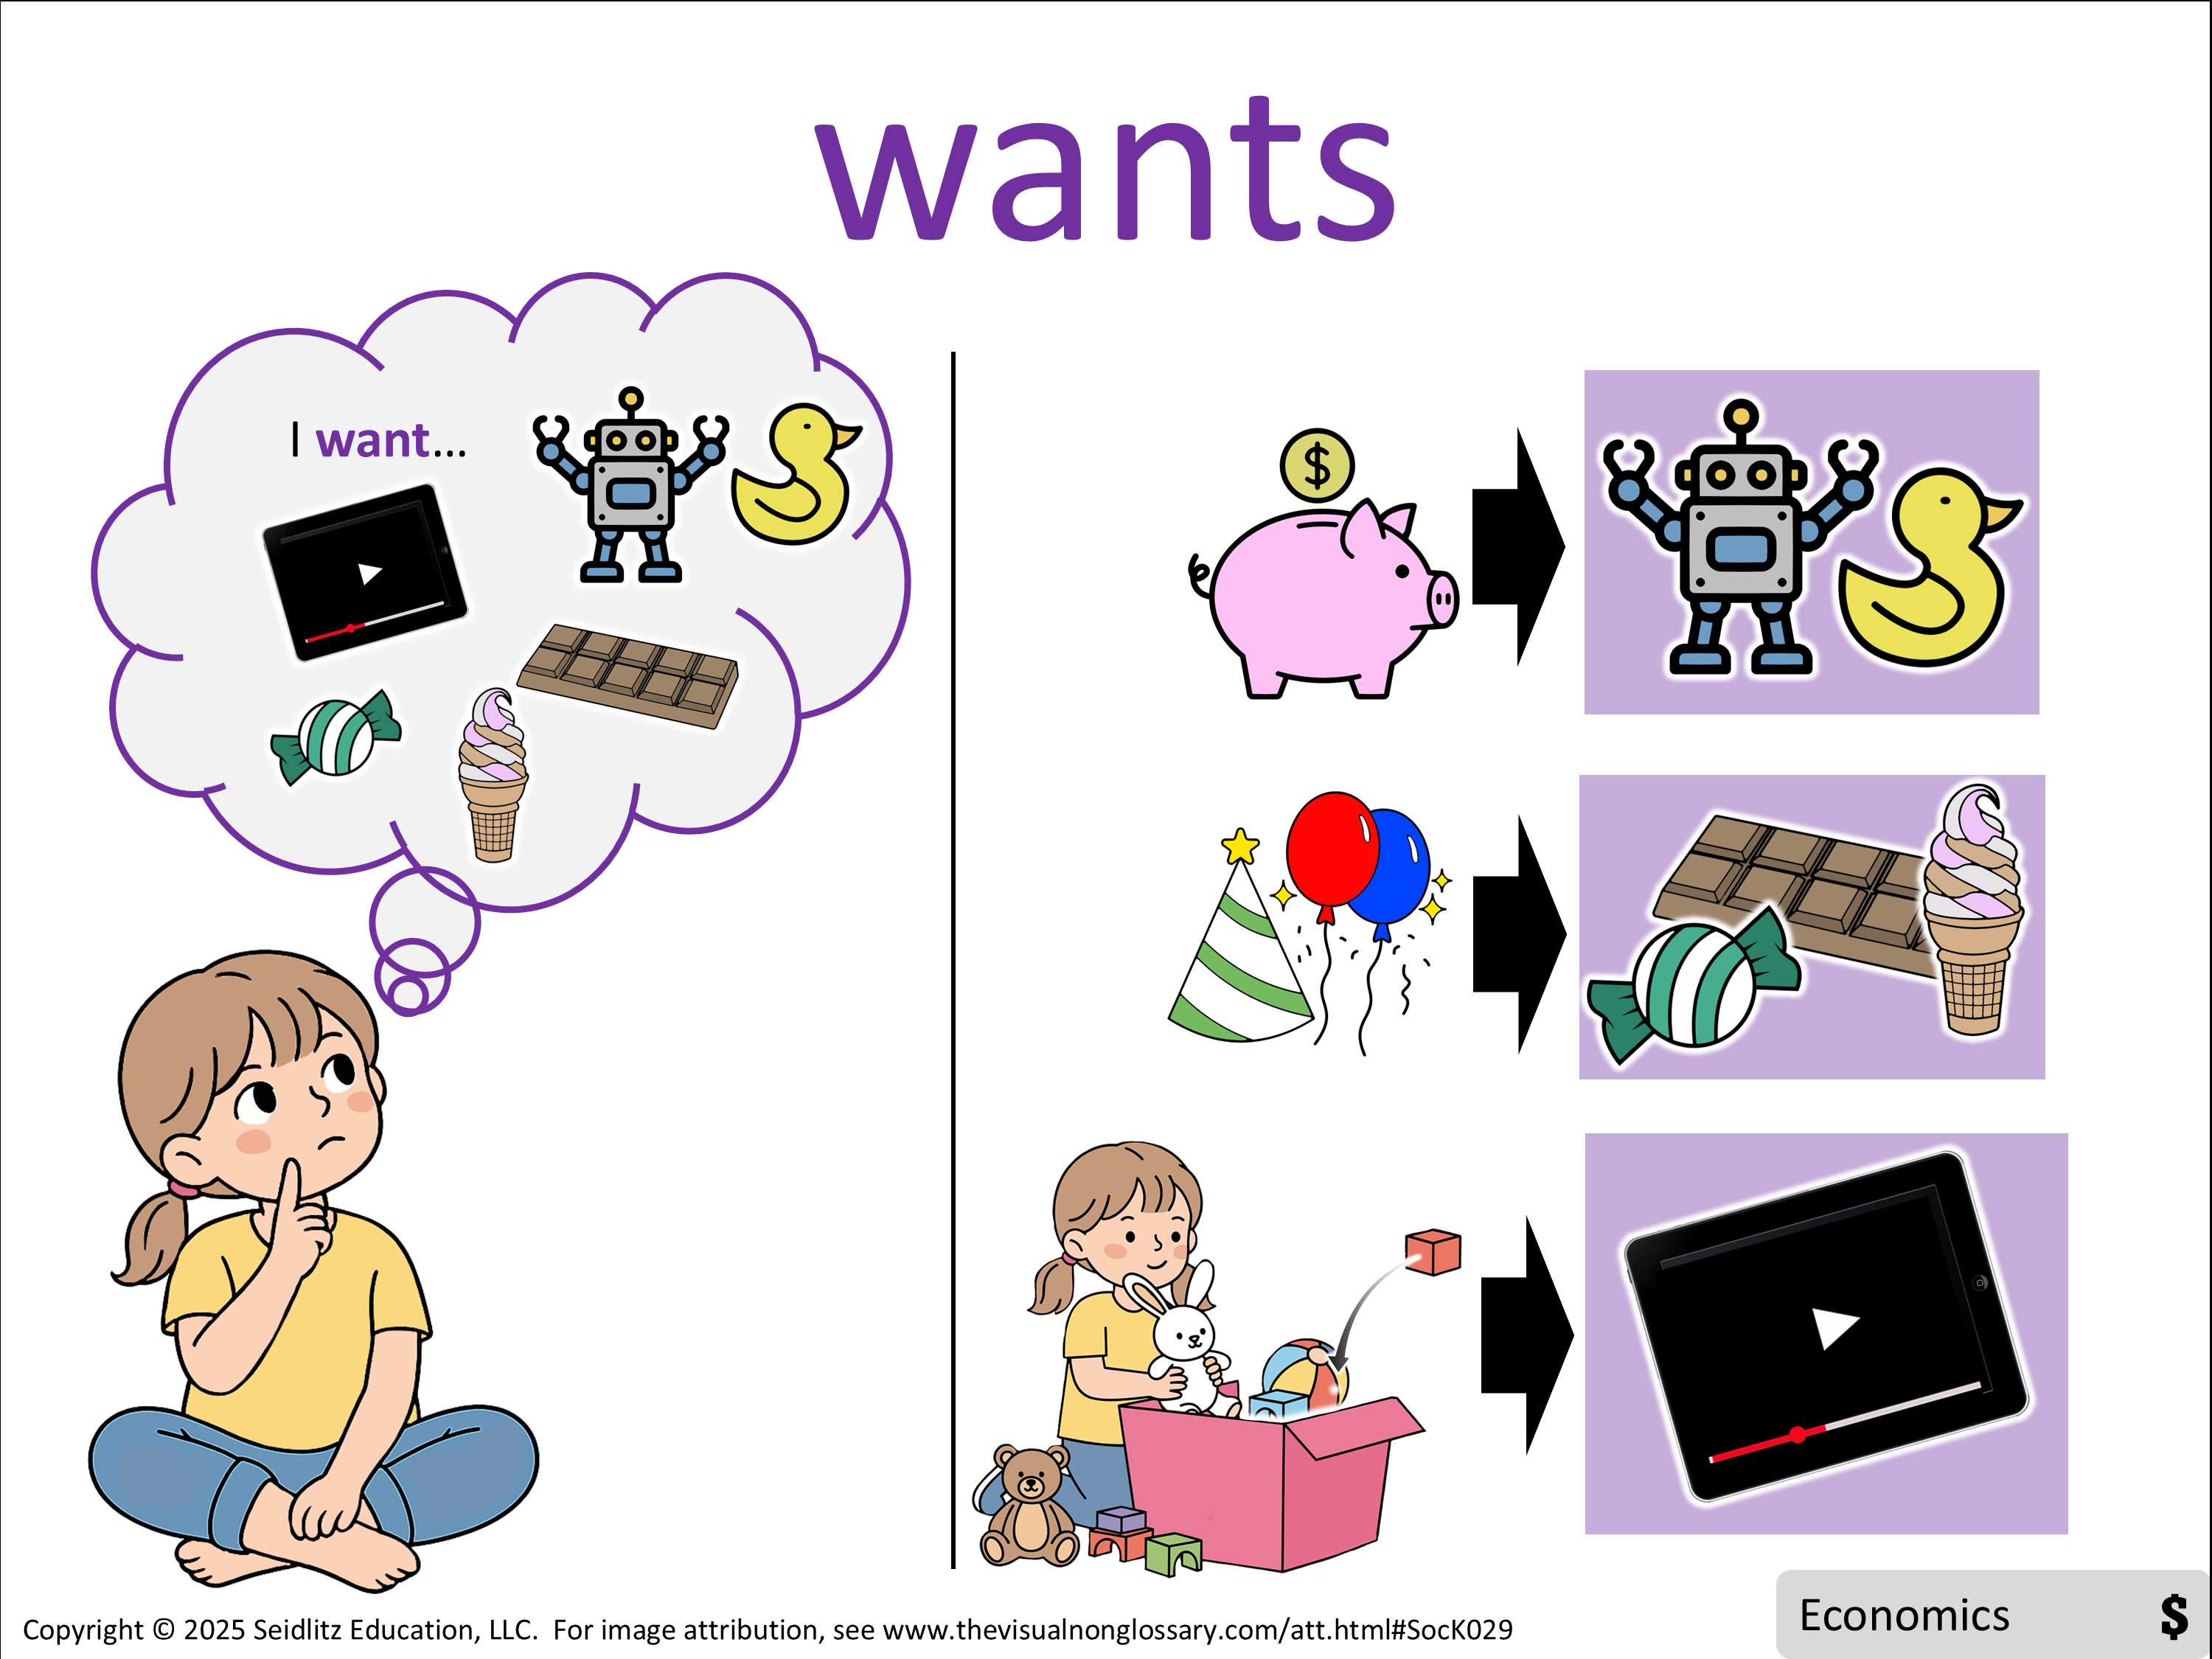 wants
I want...
$
Copyright © 2025 Seidlitz Education, LLC.  For image attribution, see www.thevisualnonglossary.com/att.html#SocK029
Economics $